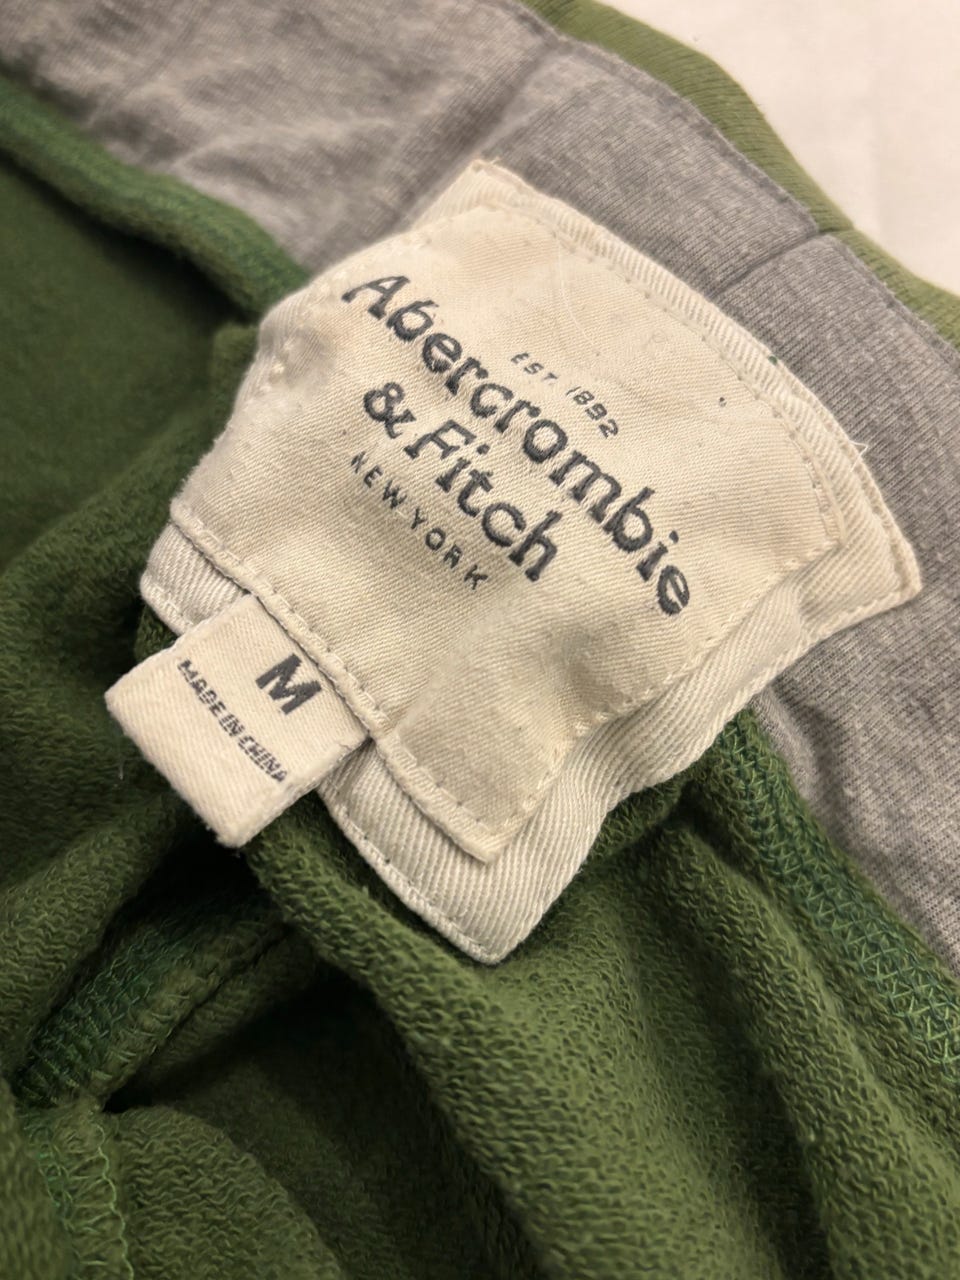 EST. 1892
Abercrombie
& Fitch
NEW YORK
M
MADE IN CHINA